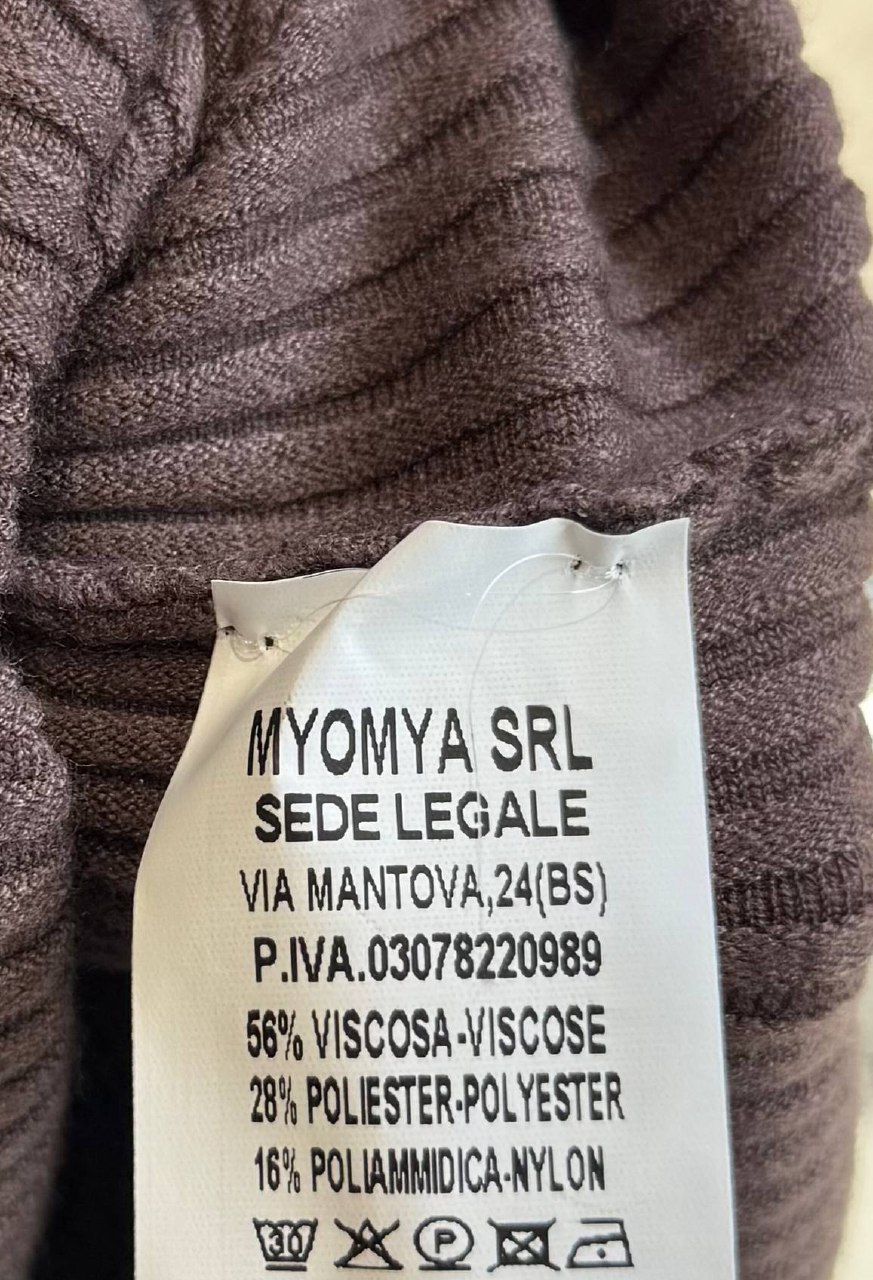 MYOMYA SRL
SEDE LEGALE
VIA MANTOVA,24(BS)
P.IVA.03078220989
56% VISCOSA-VISCOSE
28% POLIESTER-POLYESTER
16% POLIAMMIDICA-NYLON
30 P